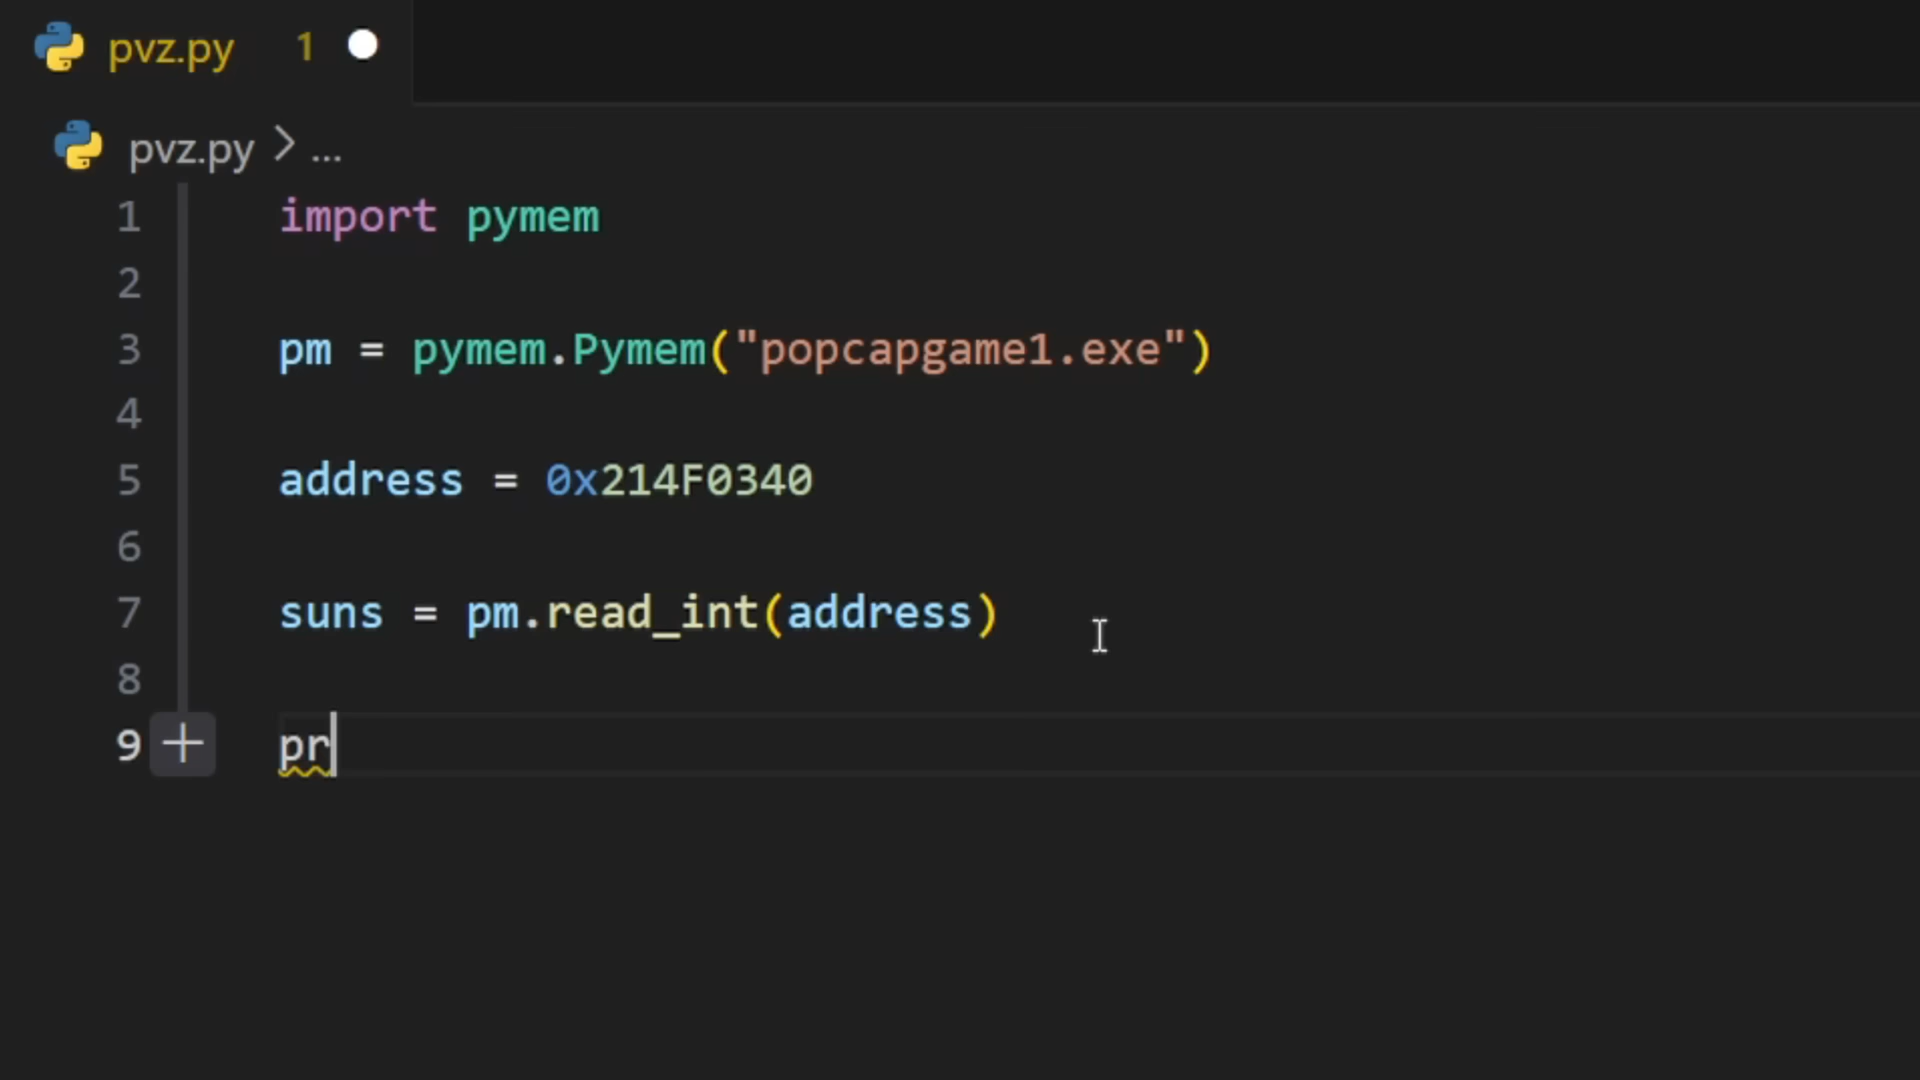 pvz.py 1
pvz.py > ...
1 import pymem
2
3 pm = pymem.Pymem("popcapgame1.exe")
4
5 address = 0x214F0340
6
7 suns = pm.read_int(address)
8
9 pr